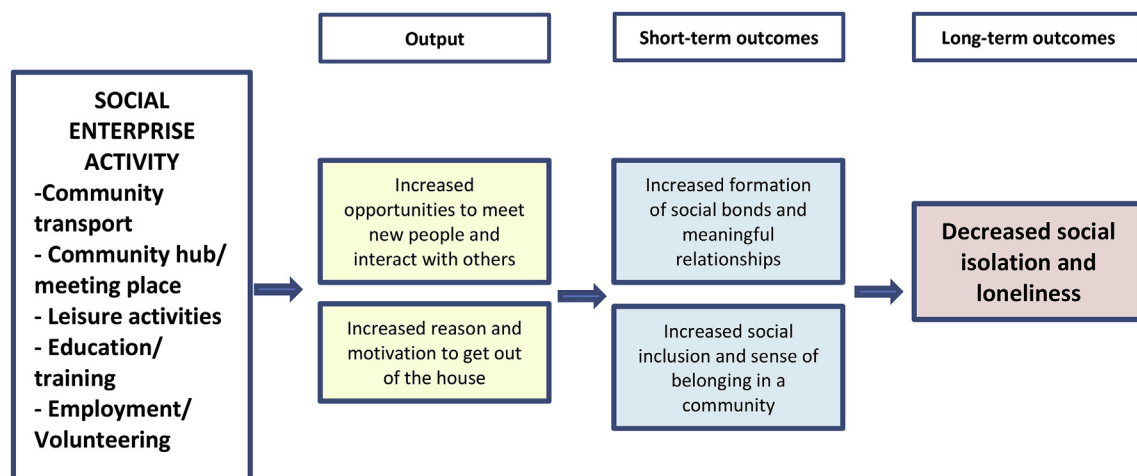 Output
Short-term outcomes
Long-term outcomes
SOCIAL
ENTERPRISE
ACTIVITY
-Community
transport
- Community hub/
meeting place
- Leisure activities
- Education/
training
- Employment/
Volunteering
Increased
opportunities to meet
new people and
interact with others
Increased reason and
motivation to get out
of the house
Increased formation
of social bonds and
meaningful
relationships
Increased social
inclusion and sense of
belonging in a
community
Decreased social
isolation and
loneliness